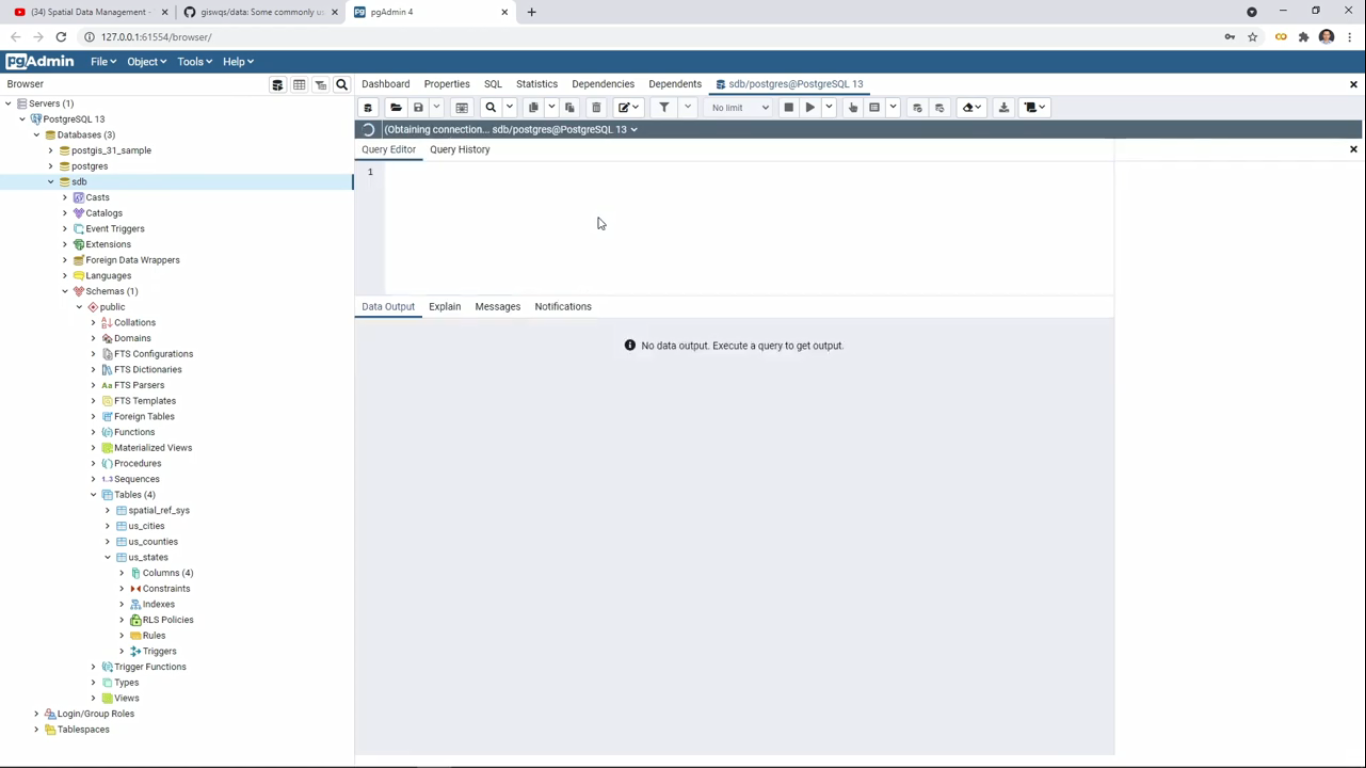 (34) Spatial Data Management -
giswqs/data: Some commonly u
pgAdmin 4
127.0.0.1:61554/browser/
pgAdmin
File
Object
Tools
Help
Browser
Dashboard
Properties
SQL
Statistics
Dependencies
Dependents
sdb/postgres@PostgreSQL 13
No limit
(Obtaining connection... sdb/postgres@PostgreSQL 13
Query Editor
Query History
1
Data Output
Explain
Messages
Notifications
No data output. Execute a query to get output.
Servers (1)
PostgreSQL 13
Databases (3)
postgis_31_sample
postgres
sdb
Casts
Catalogs
Event Triggers
Extensions
Foreign Data Wrappers
Languages
Schemas (1)
public
Collations
Domains
FTS Configurations
FTS Dictionaries
Aa FTS Parsers
FTS Templates
Foreign Tables
Functions
Materialized Views
Procedures
1..3 Sequences
Tables (4)
spatial_ref_sys
us_cities
us_counties
us_states
Columns (4)
Constraints
Indexes
RLS Policies
Rules
Triggers
Trigger Functions
Types
Views
Login/Group Roles
Tablespaces